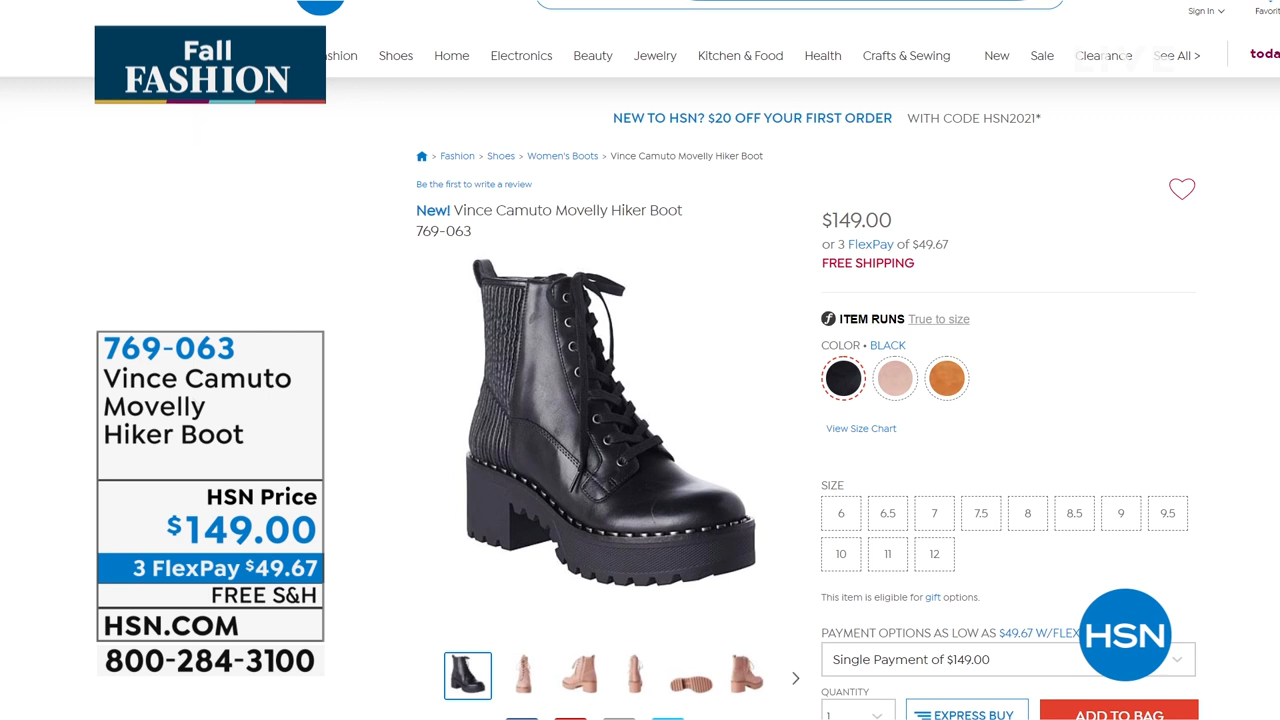 Sign In
Favorit
Fall
FASHION
shion Shoes Home Electronics Beauty Jewelry Kitchen & Food Health Crafts & Sewing New Sale Clearance See All > toda
LIVE
NEW TO HSN? $20 OFF YOUR FIRST ORDER WITH CODE HSN2021*
> Fashion > Shoes > Women's Boots > Vince Camuto Movelly Hiker Boot
Be the first to write a review
New! Vince Camuto Movelly Hiker Boot
769-063
$149.00
or 3 FlexPay of $49.67
FREE SHIPPING
ITEM RUNS True to size
COLOR • BLACK
View Size Chart
SIZE
6 6.5 7 7.5 8 8.5 9 9.5
10 11 12
This item is eligible for gift options.
PAYMENT OPTIONS AS LOW AS $49.67 W/FLEX
Single Payment of $149.00
QUANTITY
1 EXPRESS BUY ADD TO BAG
HSN
769-063
Vince Camuto
Movelly
Hiker Boot
HSN Price
$149.00
3 FlexPay $49.67
FREE S&H
HSN.COM
800-284-3100